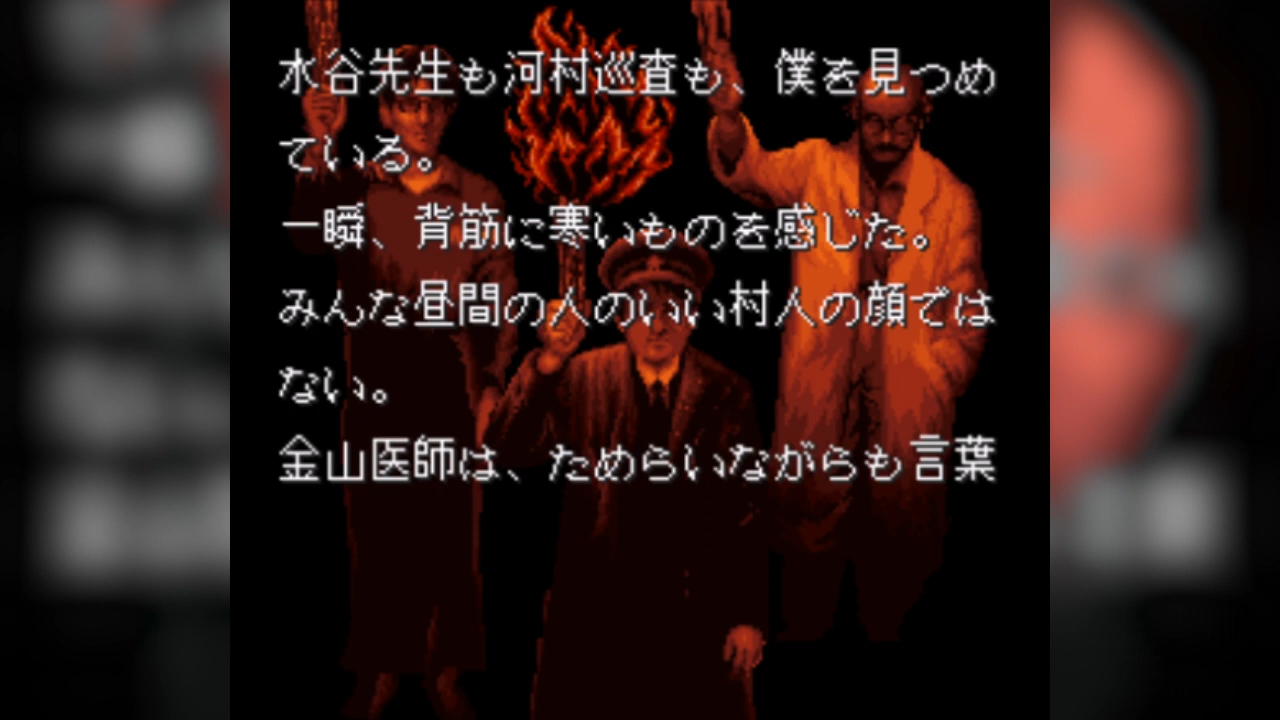 水谷先生も河村巡査も、僕を見つめ
ている。
一瞬、背筋に寒いものを感じた。
みんな昼間の人のいい村人の顔では
ない。
金山医師は、ためらいながらも言葉